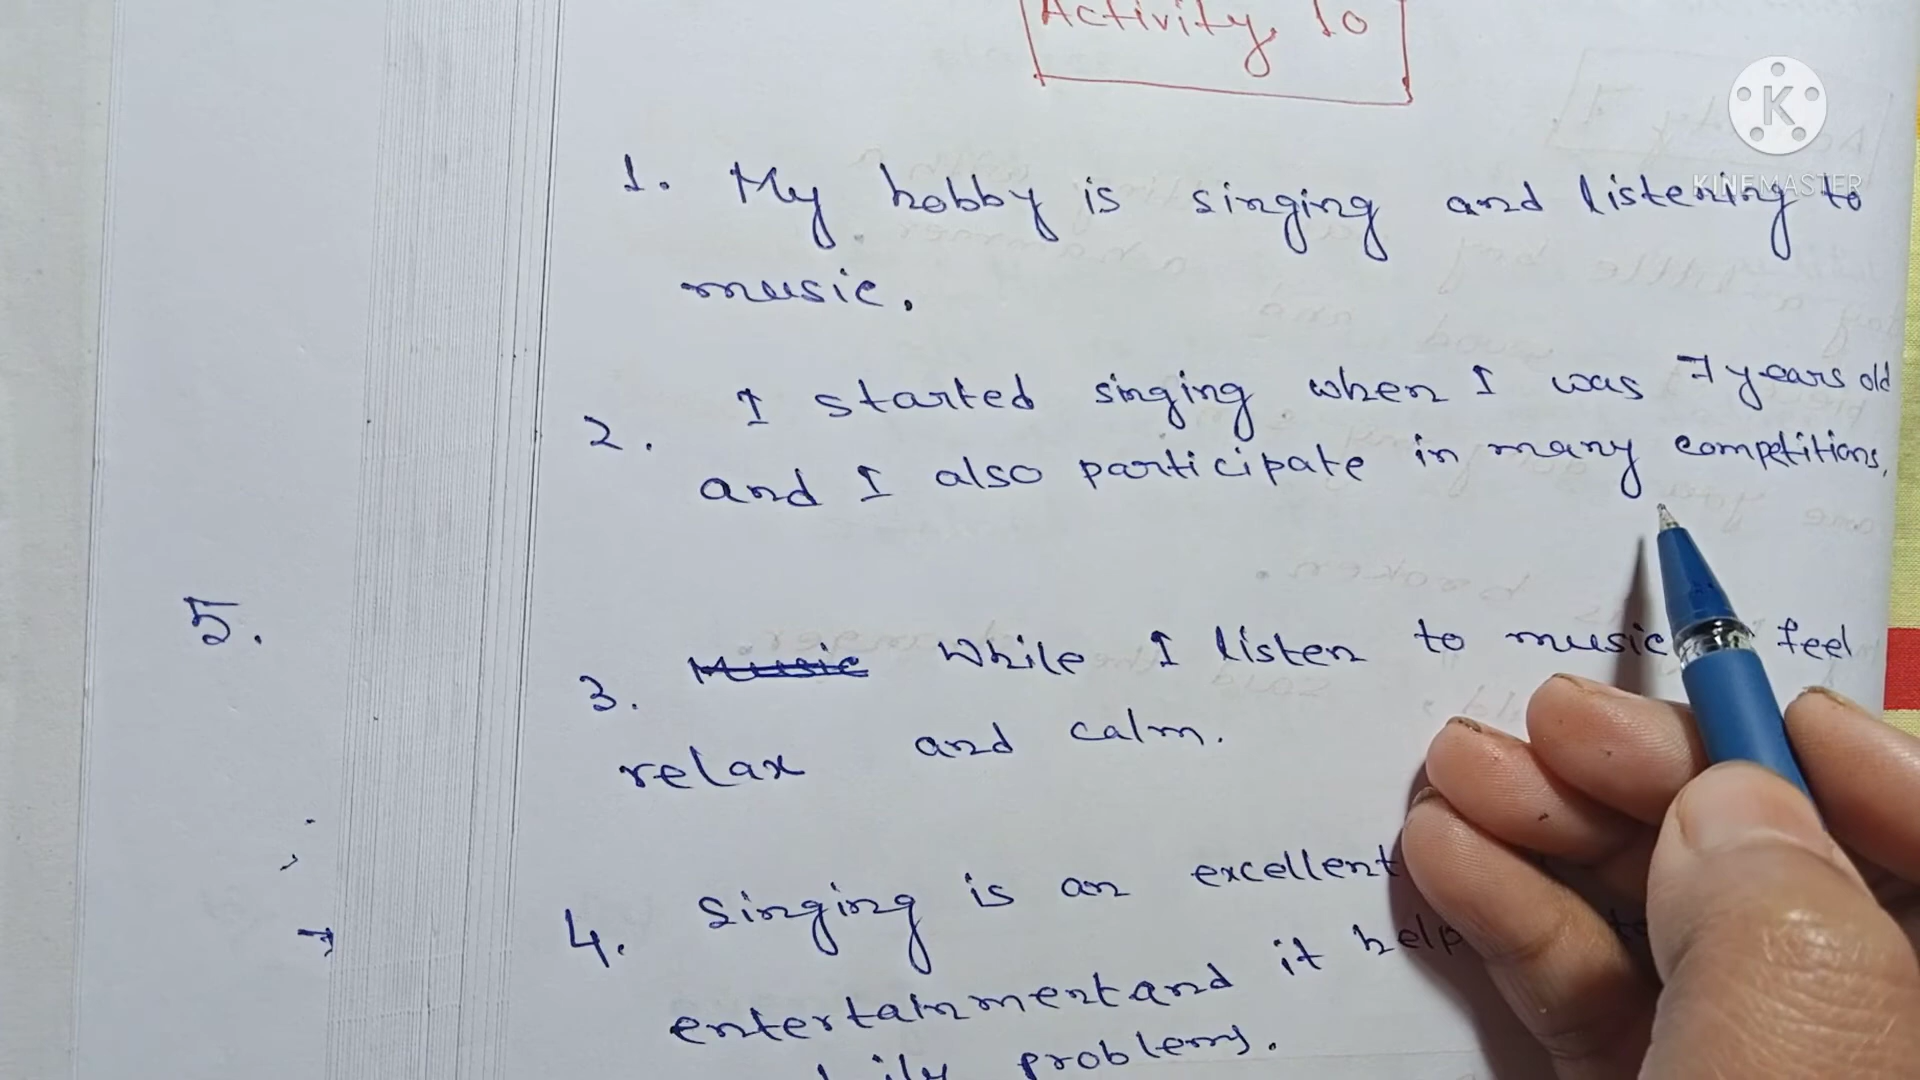 Activity 10
KINEMASTER
1. My hobby is singing and listening to
music.
2. I started singing when I was 7 years old
and I also participate in many competitions.
5.
3. Music While I listen to music feel
relax and calm.
4. Singing is an excellent
entertainment and it help to
problems.